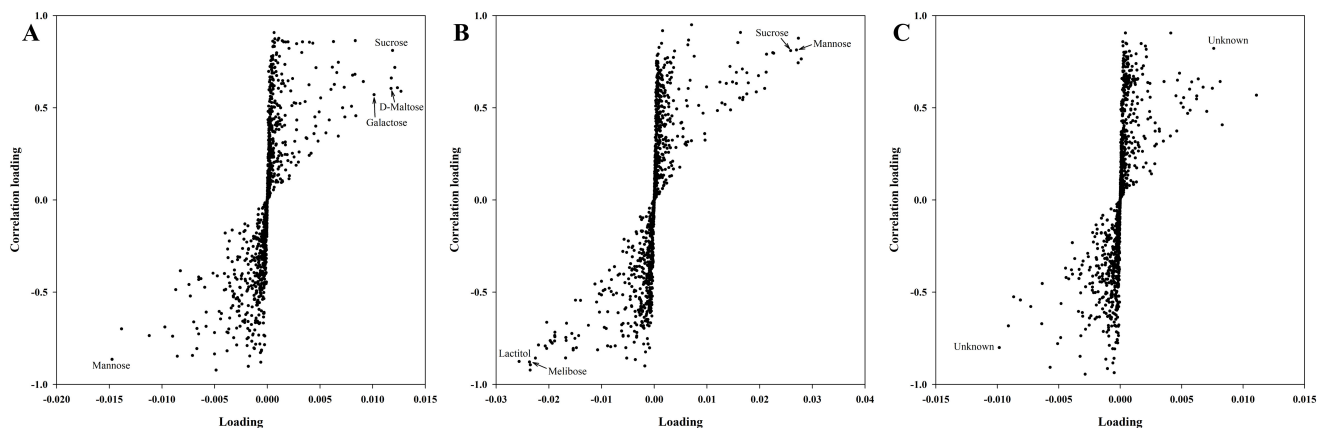 A
1.0
0.5
0.0
-0.5
-1.0
Correlation loading
Sucrose
D-Maltose
Galactose
Mannose
-0.020
-0.015
-0.010
-0.005
0.000
0.005
0.010
0.015
Loading
B
1.0
0.5
0.0
-0.5
-1.0
Correlation loading
Sucrose
Mannose
Lactitol
Melibose
-0.03
-0.02
-0.01
0.00
0.01
0.02
0.03
0.04
Loading
C
1.0
0.5
0.0
-0.5
-1.0
Correlation loading
Unknown
Unknown
-0.015
-0.010
-0.005
0.000
0.005
0.010
0.015
Loading